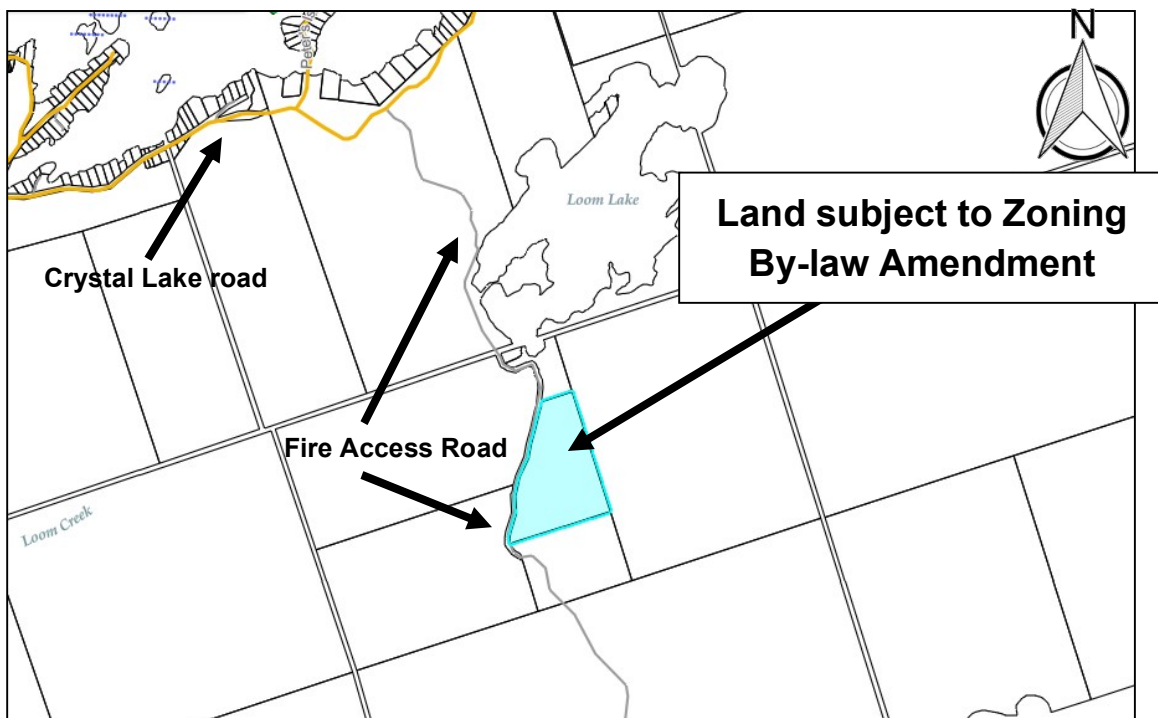 N
Loom Lake
Land subject to Zoning
By-law Amendment
Crystal Lake road
Fire Access Road
Loom Creek